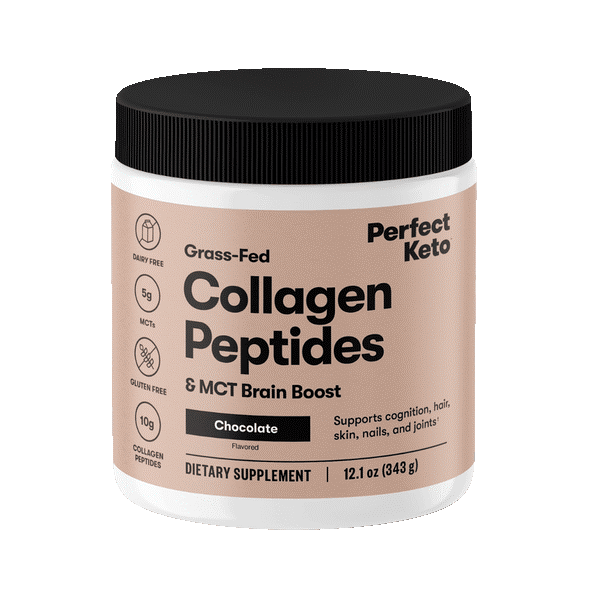 Perfect
Keto
DAIRY FREE
5g
MCTs
GLUTEN FREE
10g
COLLAGEN
PEPTIDES
Grass-Fed
Collagen
Peptides
& MCT Brain Boost
Chocolate
Flavored
Supports cognition, hair,
skin, nails, and joints†
DIETARY SUPPLEMENT | 12.1 oz (343 g)